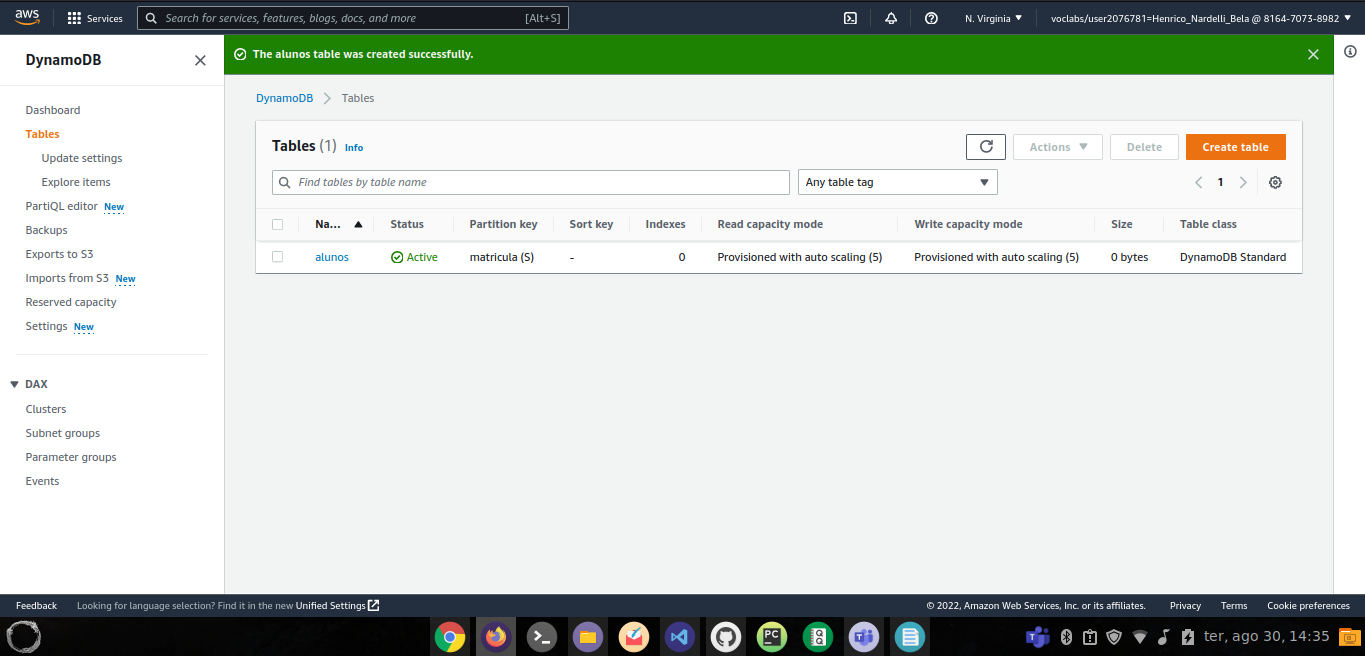 aws Services Search for services, features, blogs, docs, and more [Alt+S] N. Virginia voclabs/user2076781=Henrico_Nardelli_Bela @ 8164-7073-8982
DynamoDB
The alunos table was created successfully.
Dashboard
Tables
Update settings
Explore items
PartiQL editor New
Backups
Exports to S3
Imports from S3 New
Reserved capacity
Settings New
DAX
Clusters
Subnet groups
Parameter groups
Events
DynamoDB Tables
Tables (1) Info Actions Delete Create table
Find tables by table name Any table tag 1
Na... Status Partition key Sort key Indexes Read capacity mode Write capacity mode Size Table class
alunos Active matricula (S) - 0 Provisioned with auto scaling (5) Provisioned with auto scaling (5) 0 bytes DynamoDB Standard
Feedback Looking for language selection? Find it in the new Unified Settings © 2022, Amazon Web Services, Inc. or its affiliates. Privacy Terms Cookie preferences
ter, ago 30, 14:35